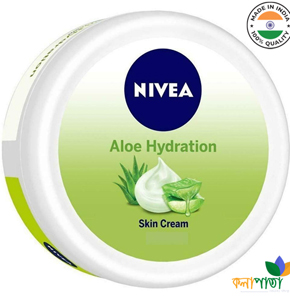 MADE IN INDIA
100% QUALITY
NIVEA
Aloe Hydration
Skin Cream
কলাপাতা